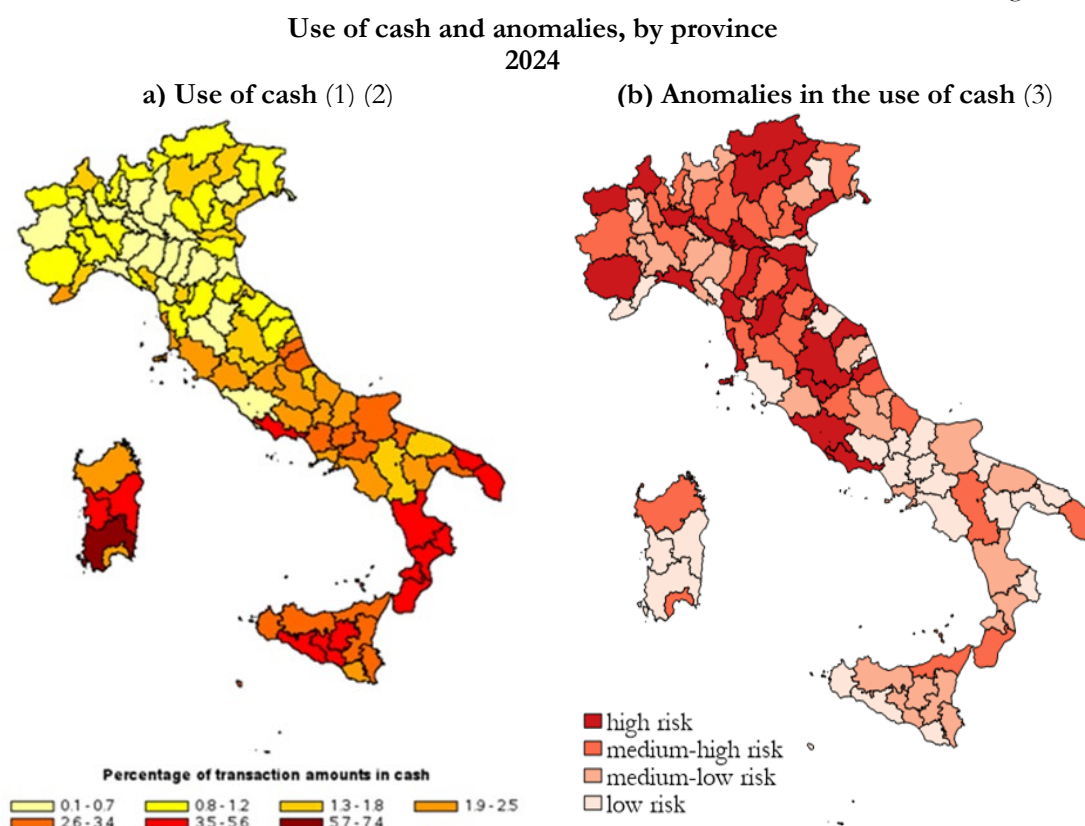 Use of cash and anomalies, by province
2024
a) Use of cash (1) (2)
(b) Anomalies in the use of cash (3)
high risk
medium-high risk
medium-low risk
low risk
Percentage of transaction amounts in cash
0.1 - 0.7 0.8 - 1.2 1.3 - 1.8 1.9 - 2.5
2.6 - 3.4 3.5 - 5.6 5.7 - 7.4